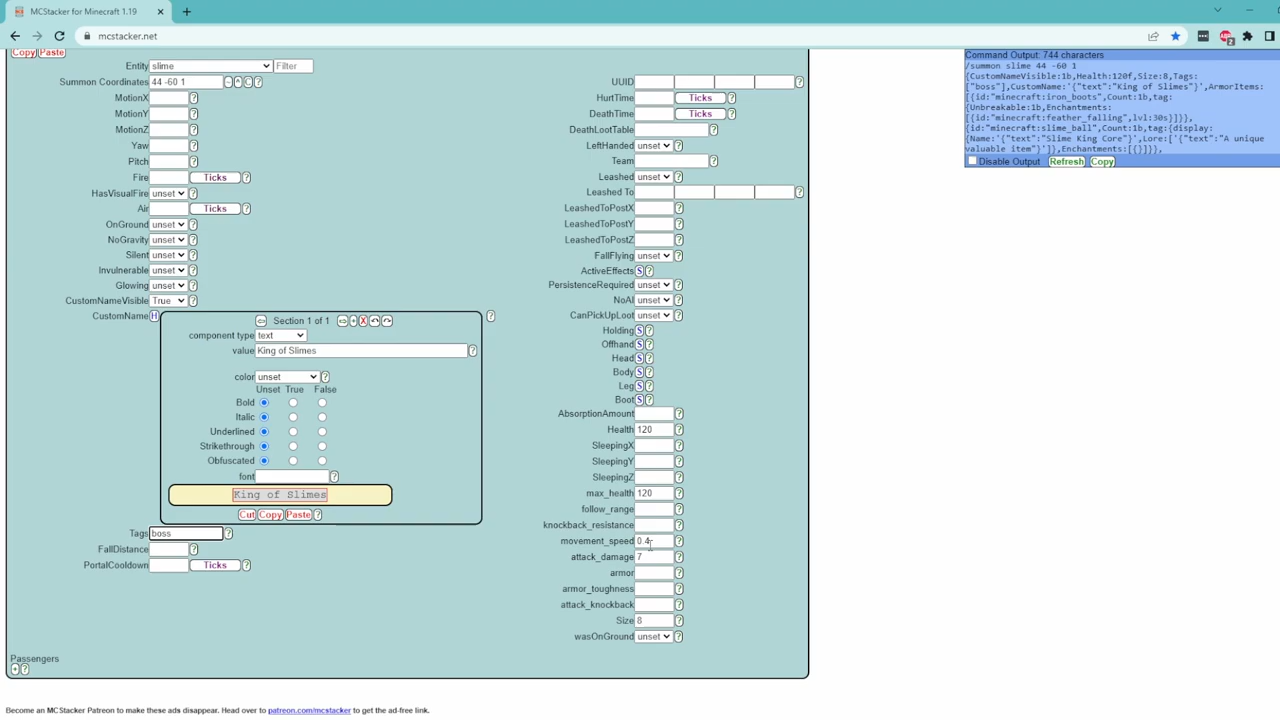 MCStacker for Minecraft 1.19
mcstacker.net
Copy Paste
Entity slime Filter
Summon Coordinates 44 -60 1 ~ ^ C ?
MotionX ?
MotionY ?
MotionZ ?
Yaw ?
Pitch ?
Fire Ticks ?
HasVisualFire unset ?
Air Ticks ?
OnGround unset ?
NoGravity unset ?
Silent unset ?
Invulnerable unset ?
Glowing unset ?
CustomNameVisible True ?
CustomName H
Section 1 of 1 + X ?
component type text
value King of Slimes ?
color unset ?
Unset True False
Bold
Italic
Underlined
Strikethrough
Obfuscated
font ?
King of Slimes
Cut Copy Paste ?
Tags boss ?
FallDistance ?
PortalCooldown Ticks ?
Passengers
+ ?
UUID ?
HurtTime Ticks ?
DeathTime Ticks ?
DeathLootTable ?
LeftHanded unset ?
Team ?
Leashed unset ?
Leashed To ?
LeashedToPostX ?
LeashedToPostY ?
LeashedToPostZ ?
FallFlying unset ?
ActiveEffects S ?
PersistenceRequired unset ?
NoAI unset ?
CanPickUpLoot unset ?
Holding S ?
Offhand S ?
Head S ?
Body S ?
Leg S ?
Boot S ?
AbsorptionAmount ?
Health 120 ?
SleepingX ?
SleepingY ?
SleepingZ ?
max_health 120 ?
follow_range ?
knockback_resistance ?
movement_speed 0.4 ?
attack_damage 7 ?
armor ?
armor_toughness ?
attack_knockback ?
Size 8 ?
wasOnGround unset ?
Command Output: 744 characters
/summon slime 44 -60 1
{CustomNameVisible:1b,Health:120f,Size:8,Tags:
["boss"],CustomName:'{"text":"King of Slimes"}',ArmorItems:
[{id:"minecraft:iron_boots",Count:1b,tag:
{Unbreakable:1b,Enchantments:
[{id:"minecraft:feather_falling",lvl:30s}]}},
{id:"minecraft:slime_ball",Count:1b,tag:{display:
{Name:'{"text":"Slime King Core"}',Lore:['{"text":"A unique
valuable item"}']},Enchantments:[{}]}},
Disable Output Refresh Copy
Become an MCStacker Patreon to make these ads disappear. Head over to patreon.com/mcstacker to get the ad-free link.